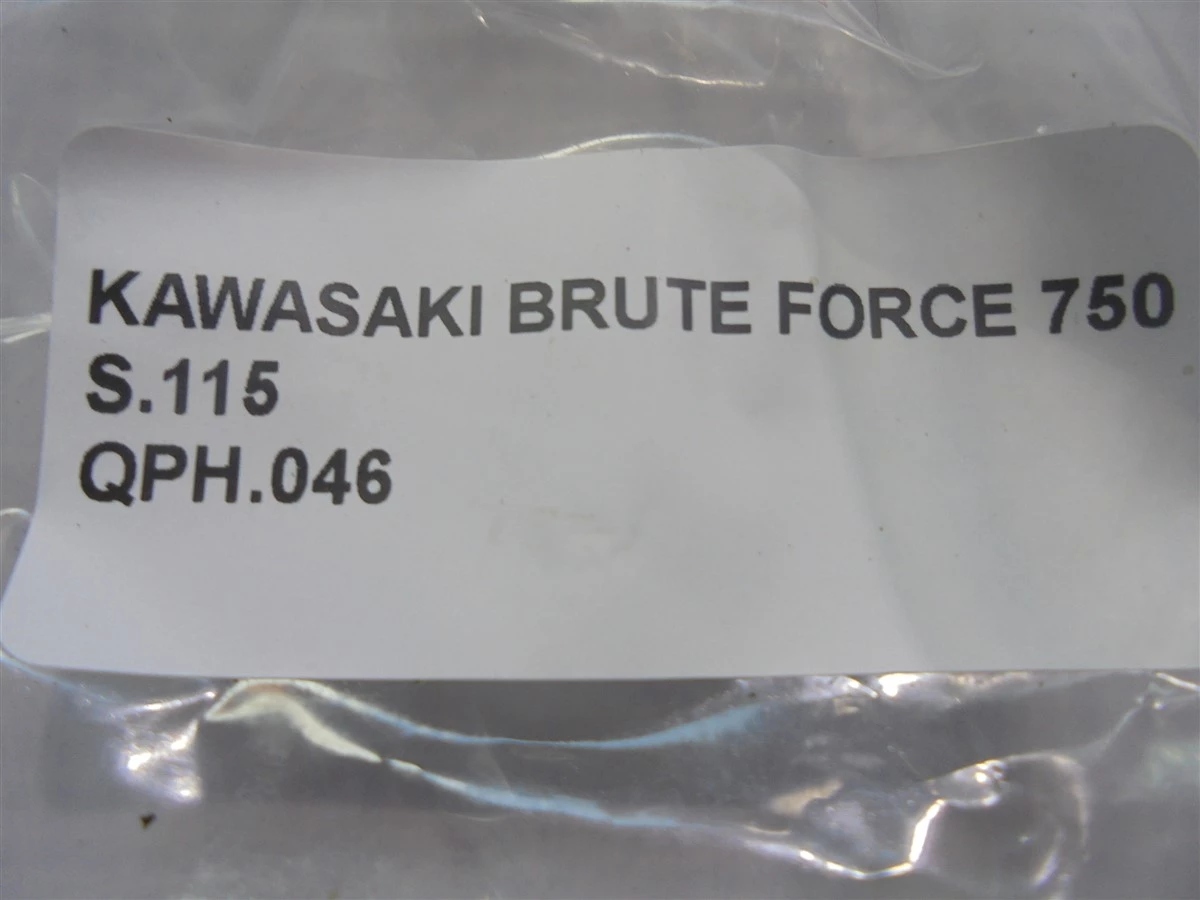 KAWASAKI BRUTE FORCE 750
S.115
QPH.046